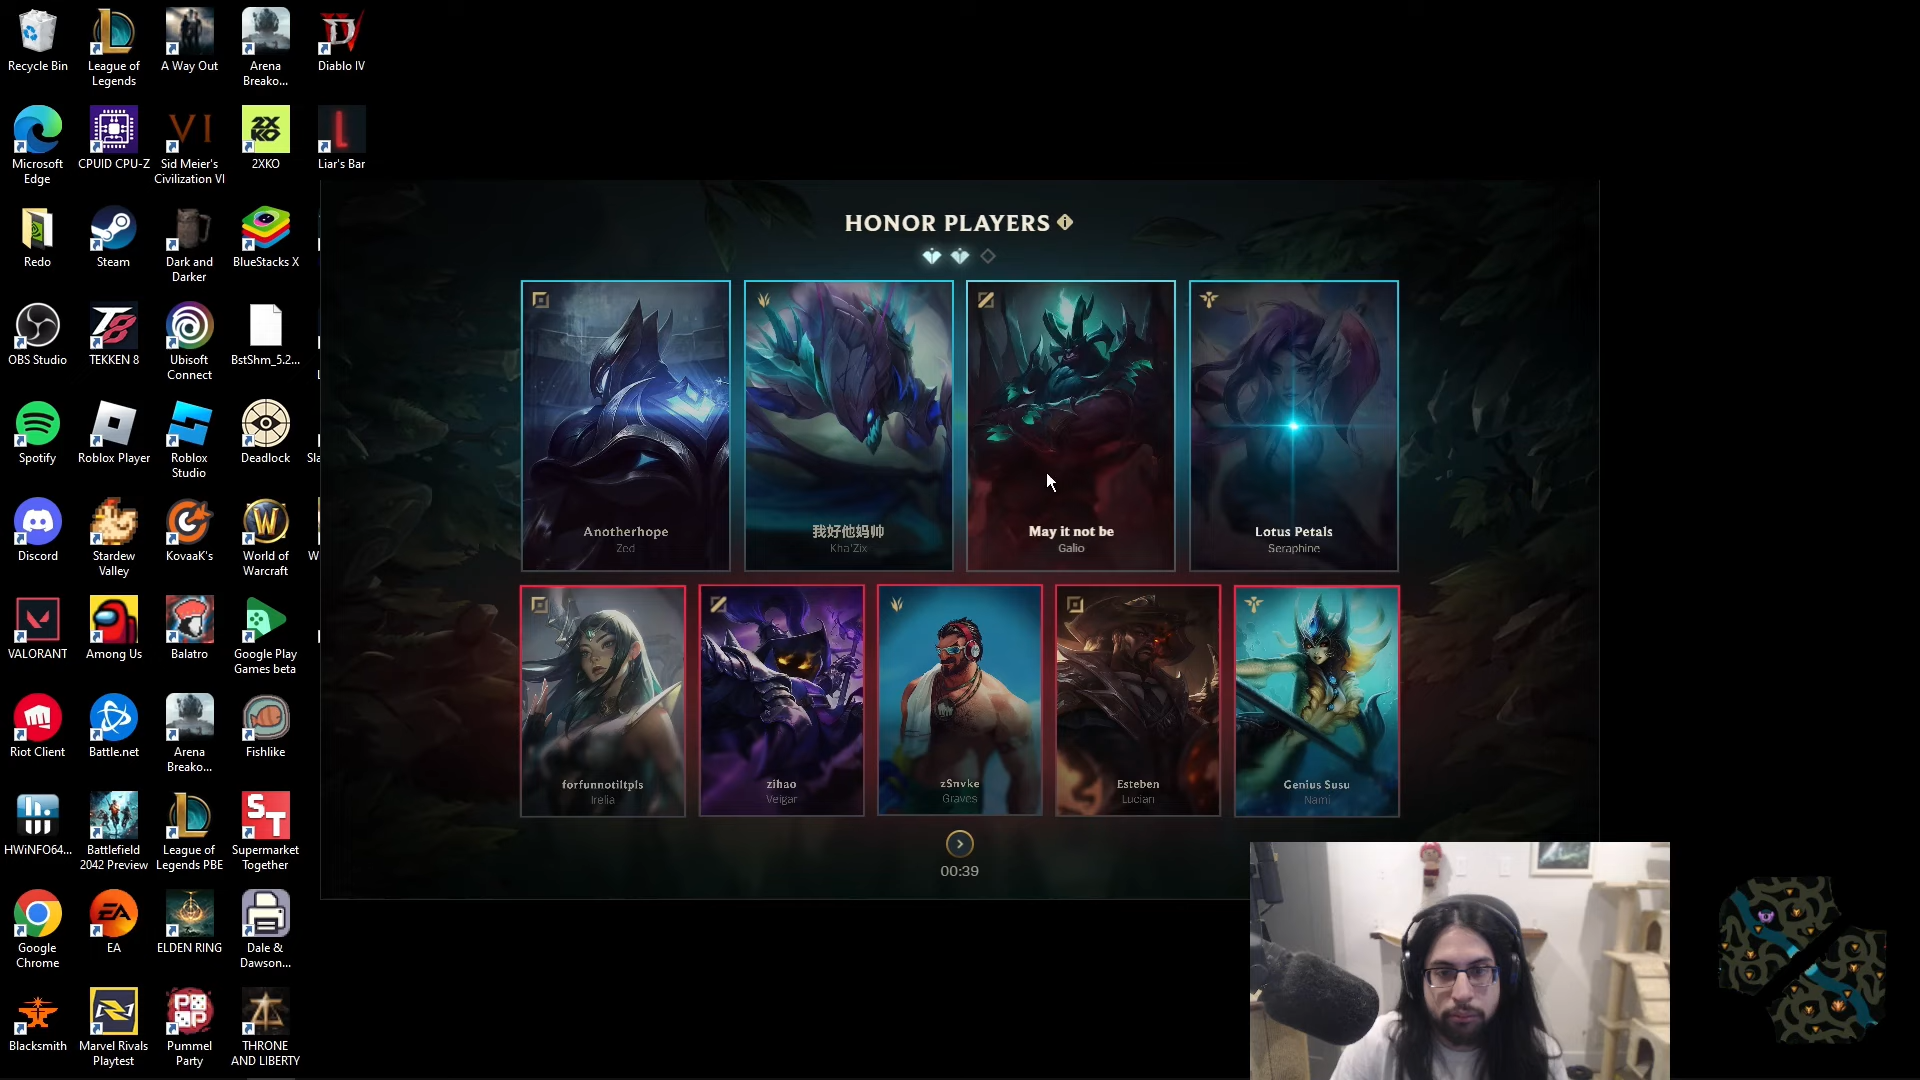 Recycle Bin
League of
Legends
A Way Out
Arena
Breako...
Diablo IV
Microsoft
Edge
CPUID CPU-Z
Sid Meier's
Civilization VI
2XKO
Liar's Bar
Redo
Steam
Dark and
Darker
BlueStacks X
OBS Studio
TEKKEN 8
Ubisoft
Connect
BstShm_5.2...
Spotify
Roblox Player
Roblox
Studio
Deadlock
Discord
Stardew
Valley
KovaaK's
World of
Warcraft
VALORANT
Among Us
Balatro
Google Play
Games beta
Riot Client
Battle.net
Arena
Breako...
Fishlike
HWiNFO64...
Battlefield
2042 Preview
League of
Legends PBE
Supermarket
Together
Google
Chrome
EA
ELDEN RING
Dale &
Dawson...
Blacksmith
Marvel Rivals
Playtest
Pummel
Party
THRONE
AND LIBERTY
HONOR PLAYERS
Anotherhope
Zed
我好他妈帅
Kha'Zix
May it not be
Galio
Lotus Petals
Seraphine
forfunnotiltpls
Irelia
zihao
Veigar
zSnvke
Graves
Esteben
Lucian
Genius Susu
Nami
00:39